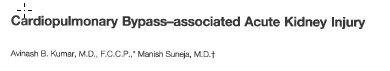 Cardiopulmonary Bypass–associated Acute Kidney Injury
Avinash B. Kumar, M.D., F.C.C.P.,* Manish Suneja, M.D.†